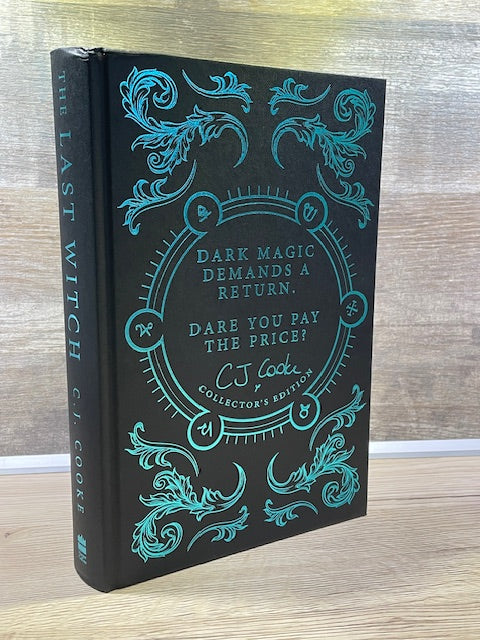 THE LAST WITCH C.J. COOKE
DARK MAGIC
DEMANDS A
RETURN.
DARE YOU PAY
THE PRICE?
CJ Cooke
COLLECTOR'S EDITION